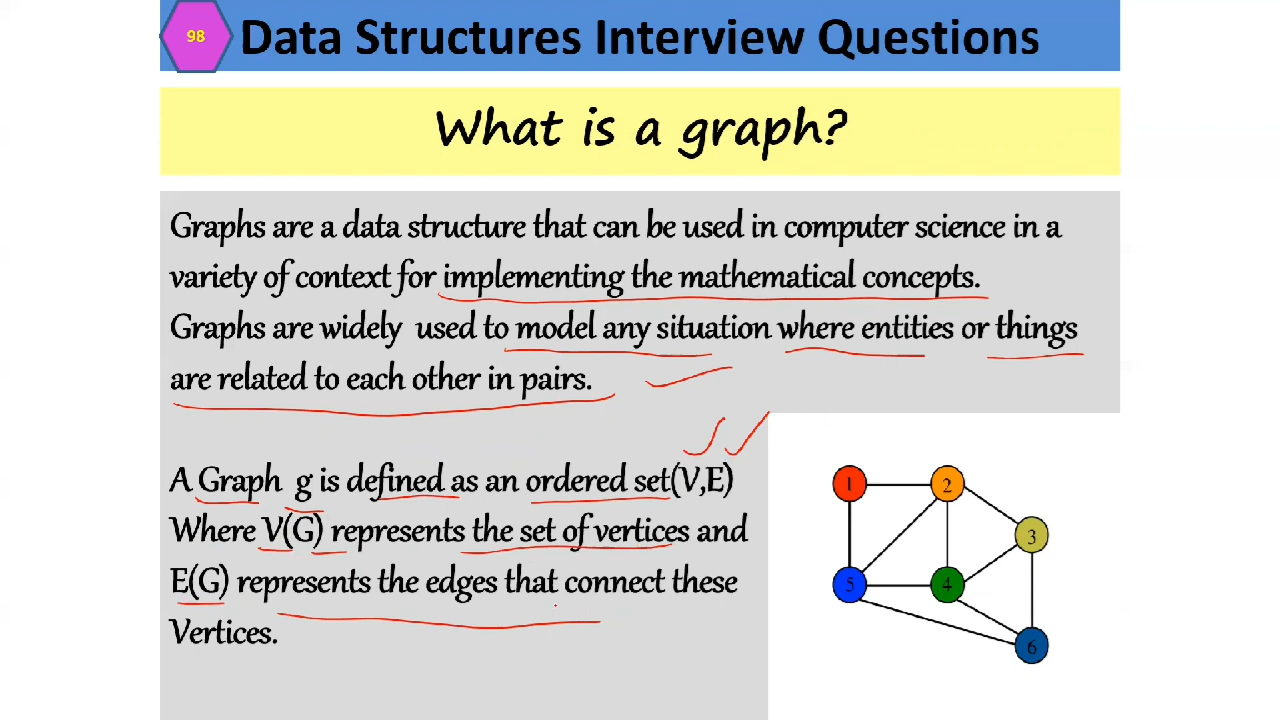 98
Data Structures Interview Questions
What is a graph?
Graphs are a data structure that can be used in computer science in a
variety of context for implementing the mathematical concepts.
Graphs are widely used to model any situation where entities or things
are related to each other in pairs.
A Graph g is defined as an ordered set(V,E)
Where V(G) represents the set of vertices and
E(G) represents the edges that connect these
Vertices.
1
2
3
5
4
6